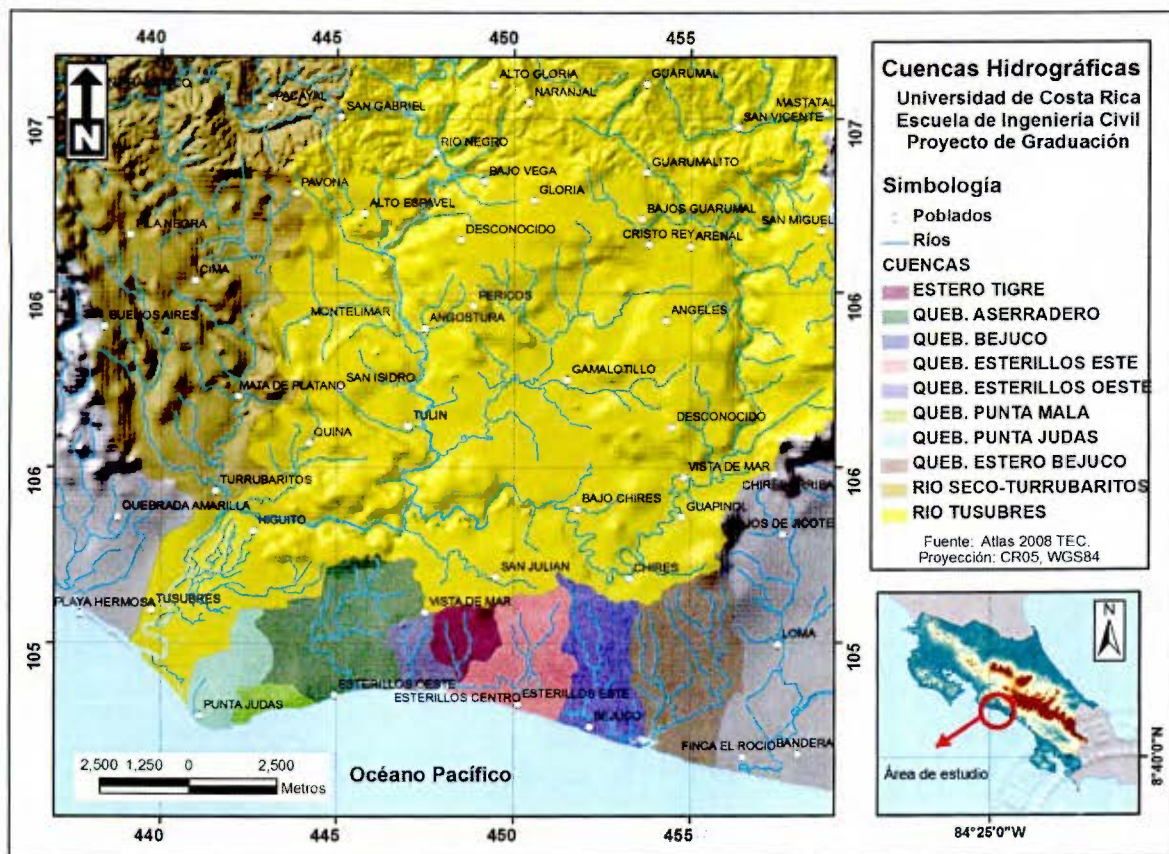 440 445 450 455
ALTO GLORIA GUARUMAL
NARANJAL
PACAYAL
SAN GABRIEL
MASTATAL
SAN VICENTE
107
107
N
RIO NEGRO
GUARUMALITO
BAJO VEGA
PAVONA
GLORIA
ALTO ESPAVEL
BAJOS GUARUMAL
SAN MIGUEL
PILA NEGRA
DESCONOCIDO
CRISTO REY ARENAL
CIMA
106
106
PERICOS
BUENOS AIRES
MONTELIMAR
ANGOSTURA
ANGELES
SAN ISIDRO
GAMALOTILLO
MATA DE PLATANO
TULIN
DESCONOCIDO
QUINA
106
106
TURRUBARITOS
VISTA DE MAR
QUEBRADA AMARILLA
BAJO CHIRES
GUAPINOL
HIGUITO
SAN JULIAN
CHIRES
PLAYA HERMOSA
TUSUBRES
VISTA DE MAR
105
105
LOMA
ESTERILLOS OESTE
ESTERILLOS CENTRO
ESTERILLOS ESTE
PUNTA JUDAS
BEJUCO
FINCA EL ROCIO
BANDERA
2,500 1,250 0 2,500
Metros
Océano Pacífico
440 445 450 455
Cuencas Hidrográficas
Universidad de Costa Rica
Escuela de Ingeniería Civil
Proyecto de Graduación
Simbología
Poblados
Ríos
CUENCAS
ESTERO TIGRE
QUEB. ASERRADERO
QUEB. BEJUCO
QUEB. ESTERILLOS ESTE
QUEB. ESTERILLOS OESTE
QUEB. PUNTA MALA
QUEB. PUNTA JUDAS
QUEB. ESTERO BEJUCO
RIO SECO-TURRUBARITOS
RIO TUSUBRES
Fuente: Atlas 2008 TEC.
Proyección: CR05, WGS84
N
Área de estudio
8°40'0"N
84°25'0"W